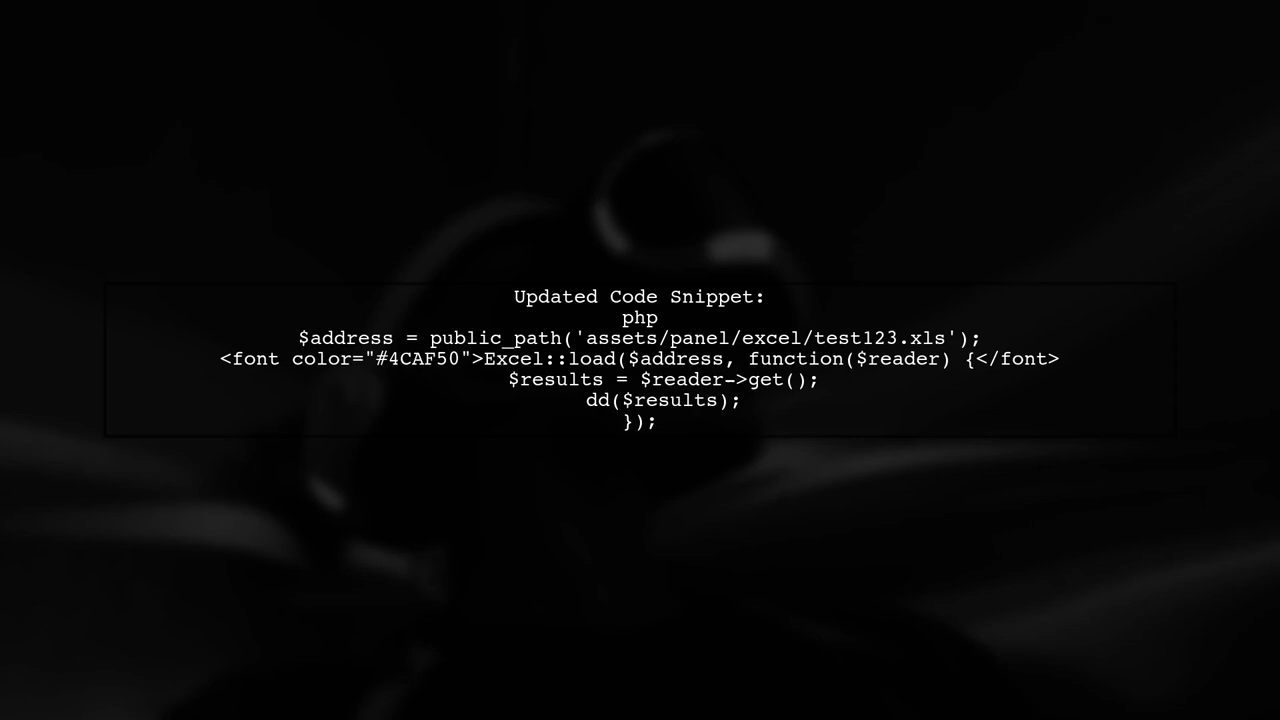 Updated Code Snippet:
php
$address = public_path('assets/panel/excel/test123.xls');
<font color="#4CAF50">Excel::load($address, function($reader) {</font>
$results = $reader->get();
dd($results);
});